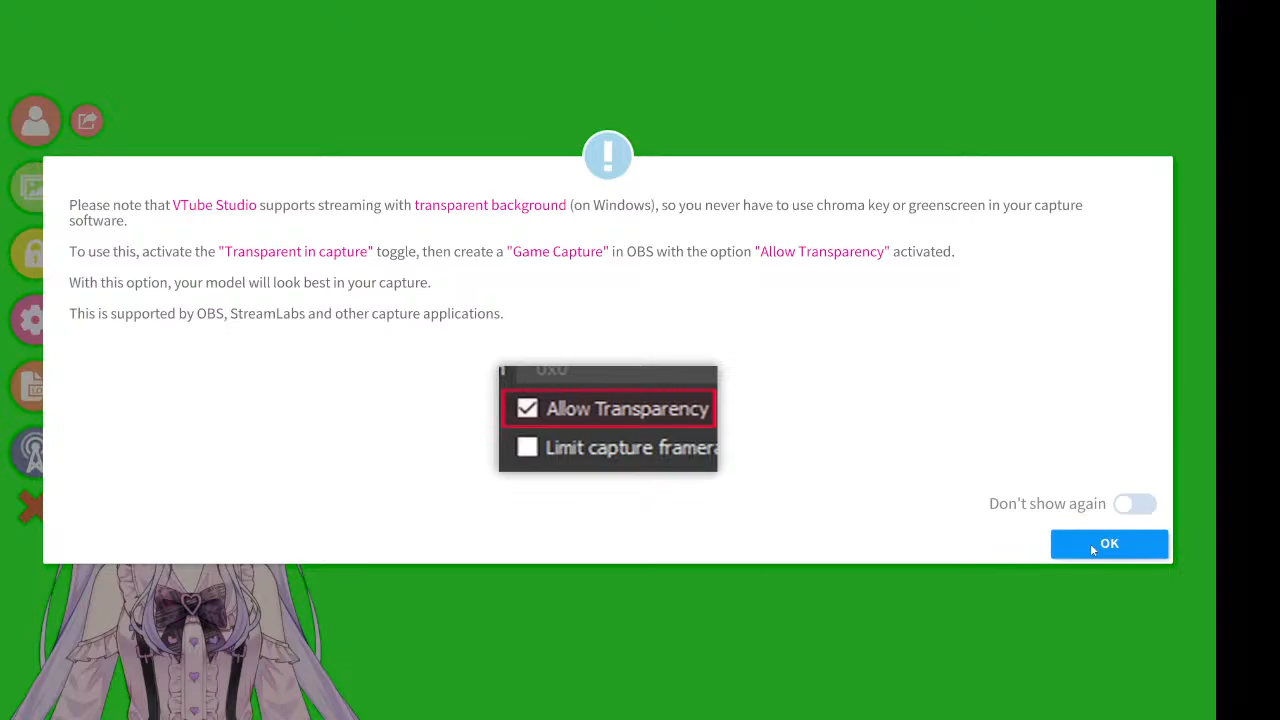 Please note that VTube Studio supports streaming with transparent background (on Windows), so you never have to use chroma key or greenscreen in your capture
software.
To use this, activate the "Transparent in capture" toggle, then create a "Game Capture" in OBS with the option "Allow Transparency" activated.
With this option, your model will look best in your capture.
This is supported by OBS, StreamLabs and other capture applications.
Allow Transparency
Limit capture framera
Don't show again
OK